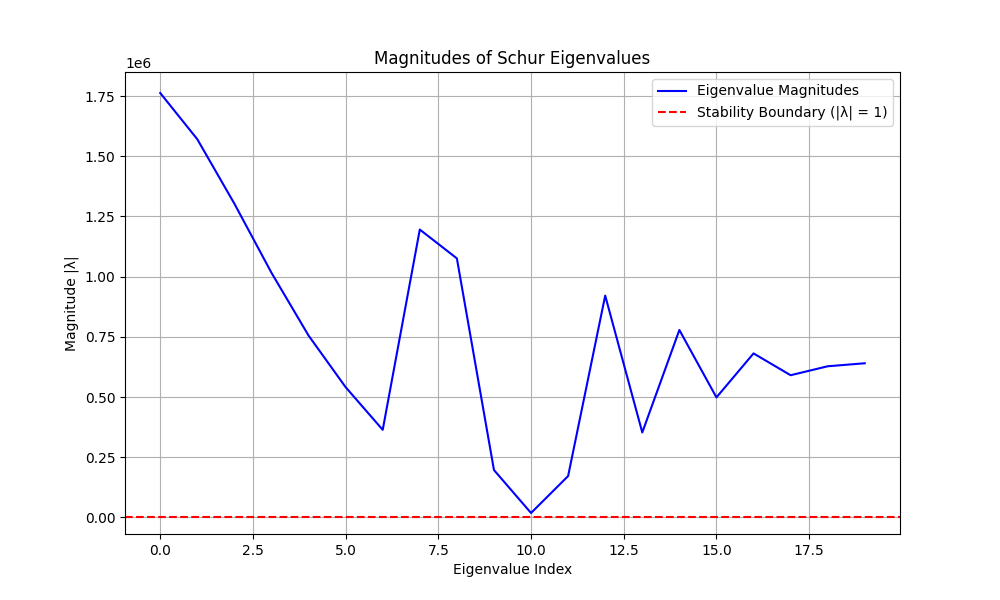 Magnitudes of Schur Eigenvalues
1e6
Eigenvalue Magnitudes
Stability Boundary (|λ| = 1)
1.75
1.50
1.25
1.00
0.75
0.50
0.25
0.00
Magnitude |λ|
0.0 2.5 5.0 7.5 10.0 12.5 15.0 17.5
Eigenvalue Index